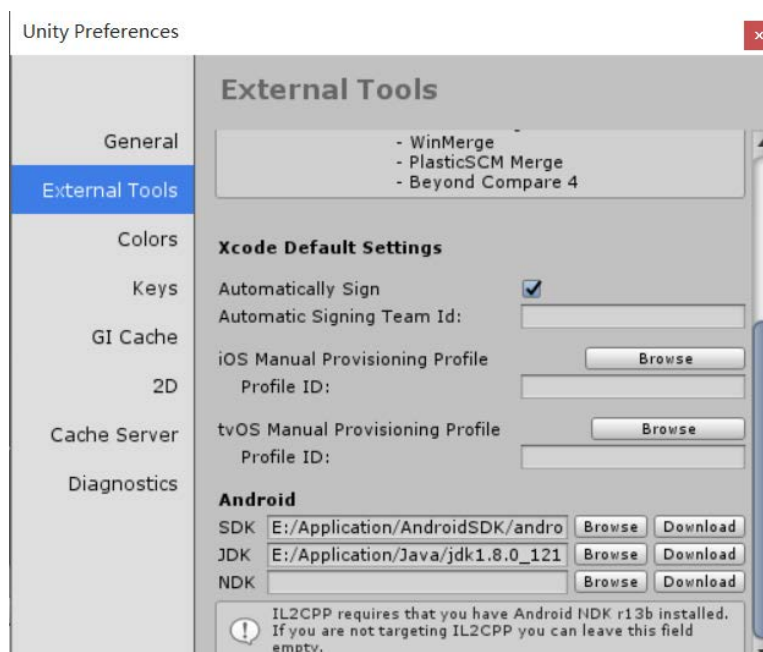 Unity Preferences
External Tools
General
External Tools
Colors
Keys
GI Cache
2D
Cache Server
Diagnostics
- WinMerge
- PlasticSCM Merge
- Beyond Compare 4
Xcode Default Settings
Automatically Sign
Automatic Signing Team Id:
iOS Manual Provisioning Profile Browse
Profile ID:
tvOS Manual Provisioning Profile Browse
Profile ID:
Android
SDK E:/Application/AndroidSDK/andro Browse Download
JDK E:/Application/Java/jdk1.8.0_121 Browse Download
NDK Browse Download
IL2CPP requires that you have Android NDK r13b installed.
If you are not targeting IL2CPP you can leave this field
empty.